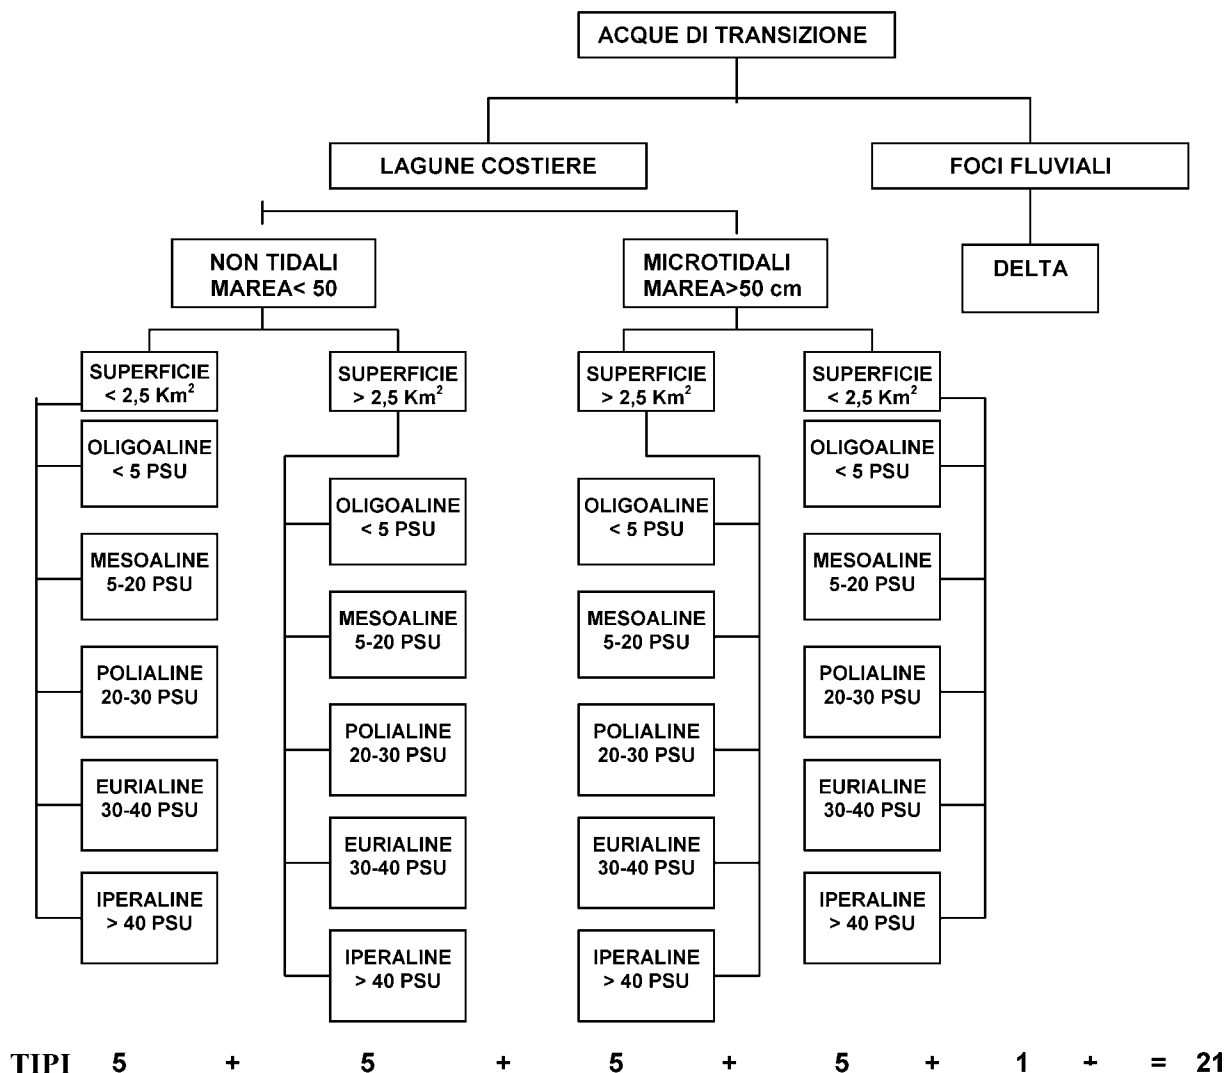 ACQUE DI TRANSIZIONE
LAGUNE COSTIERE
FOCI FLUVIALI
NON TIDALI
MAREA< 50
MICROTIDALI
MAREA>50 cm
DELTA
SUPERFICIE
< 2,5 Km²
OLIGOALINE
< 5 PSU
MESOALINE
5-20 PSU
POLIALINE
20-30 PSU
EURIALINE
30-40 PSU
IPERALINE
> 40 PSU
SUPERFICIE
> 2,5 Km²
OLIGOALINE
< 5 PSU
MESOALINE
5-20 PSU
POLIALINE
20-30 PSU
EURIALINE
30-40 PSU
IPERALINE
> 40 PSU
SUPERFICIE
> 2,5 Km²
OLIGOALINE
< 5 PSU
MESOALINE
5-20 PSU
POLIALINE
20-30 PSU
EURIALINE
30-40 PSU
IPERALINE
> 40 PSU
SUPERFICIE
< 2,5 Km²
OLIGOALINE
< 5 PSU
MESOALINE
5-20 PSU
POLIALINE
20-30 PSU
EURIALINE
30-40 PSU
IPERALINE
> 40 PSU
TIPI 5 + 5 + 5 + 5 + 1 + = 21